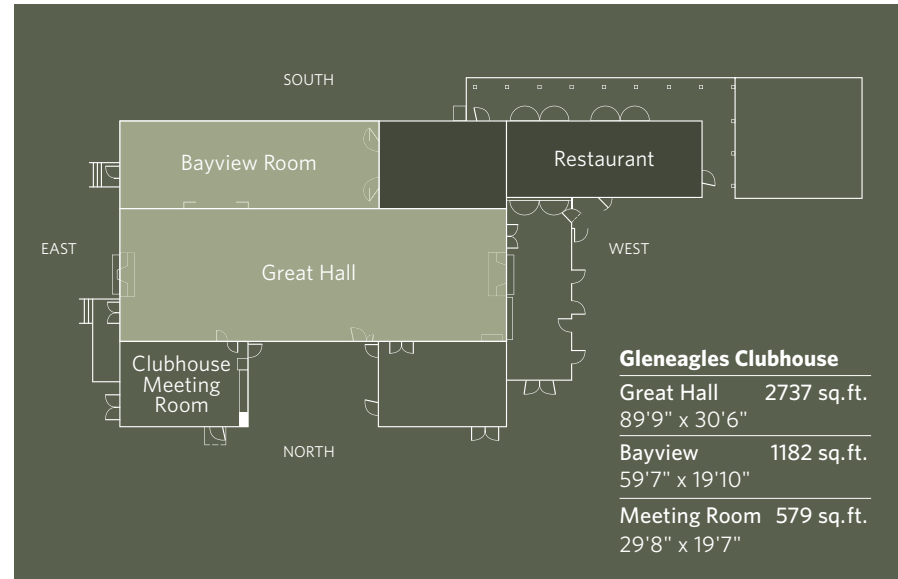 SOUTH
Bayview Room
Restaurant
EAST
WEST
Great Hall
Clubhouse
Meeting
Room
NORTH
Gleneagles Clubhouse
Great Hall 2737 sq.ft.
89'9" x 30'6"
Bayview 1182 sq.ft.
59'7" x 19'10"
Meeting Room 579 sq.ft.
29'8" x 19'7"